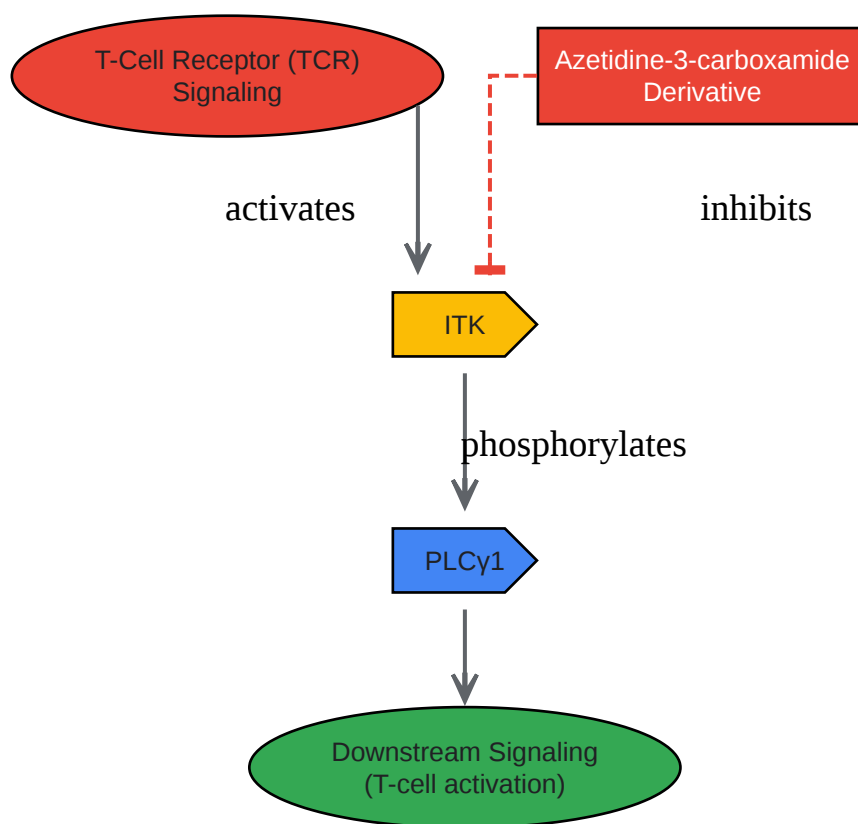 T-Cell Receptor (TCR)
Signaling
Azetidine-3-carboxamide
Derivative
activates
inhibits
ITK
phosphorylates
PLCγ1
Downstream Signaling
(T-cell activation)